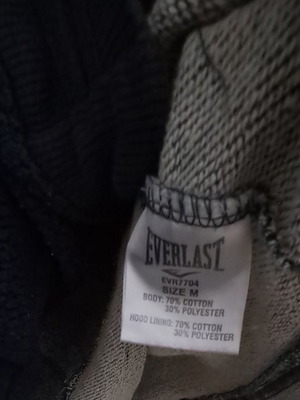 EVERLAST
EVR7704
SIZE M
BODY: 70% COTTON
30% POLYESTER
HOOD LINING: 70% COTTON
30% POLYESTER